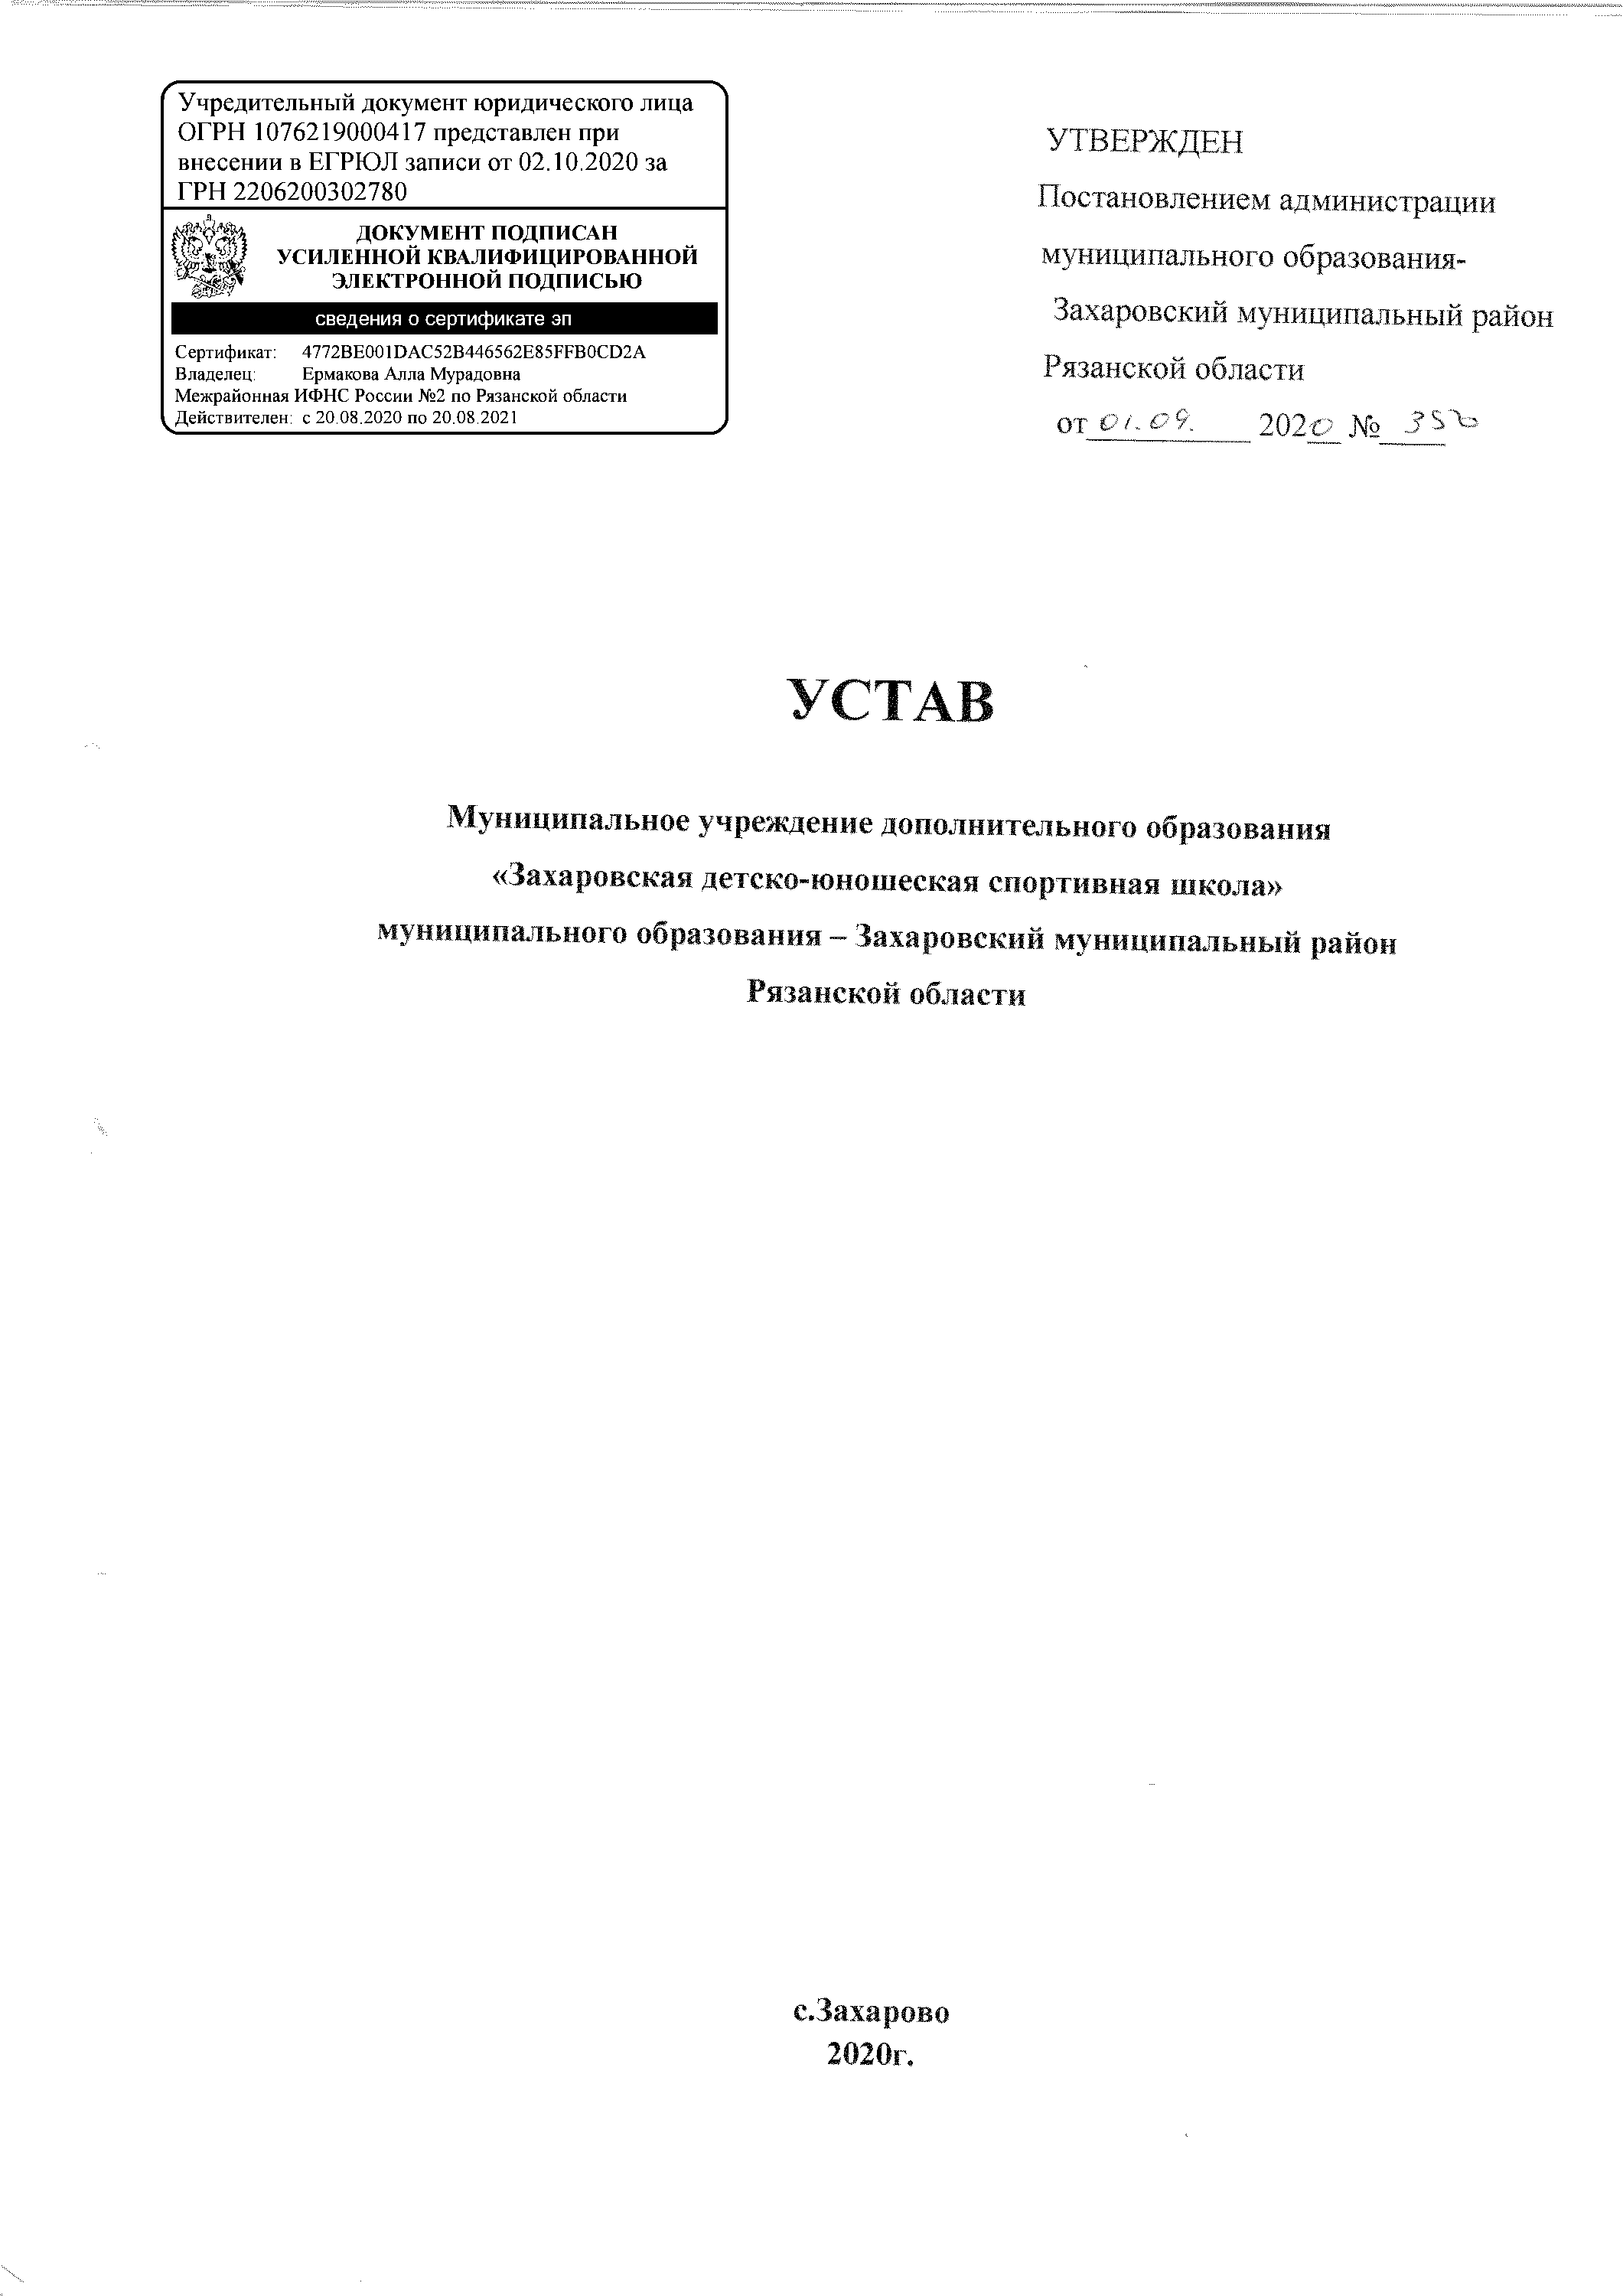 Учредительный документ юридического лица
ОГРН 1076219000417 представлен при
внесении в ЕГРЮЛ записи от 02.10.2020 за
ГРН 2206200302780
ДОКУМЕНТ ПОДПИСАН
УСИЛЕННОЙ КВАЛИФИЦИРОВАННОЙ
ЭЛЕКТРОННОЙ ПОДПИСЬЮ
сведения о сертификате эп
Сертификат: 4772BE001DAC52B446562E85FFB0CD2A
Владелец: Ермакова Алла Мурадовна
Межрайонная ИФНС России №2 по Рязанской области
Действителен: с 20.08.2020 по 20.08.2021
УТВЕРЖДЕН
Постановлением администрации
муниципального образования-
Захаровский муниципальный район
Рязанской области
от 01.09. 2020 №
УСТАВ
Муниципальное учреждение дополнительного образования
«Захаровская детско-юношеская спортивная школа»
муниципального образования – Захаровский муниципальный район
Рязанской области
с.Захарово
2020г.